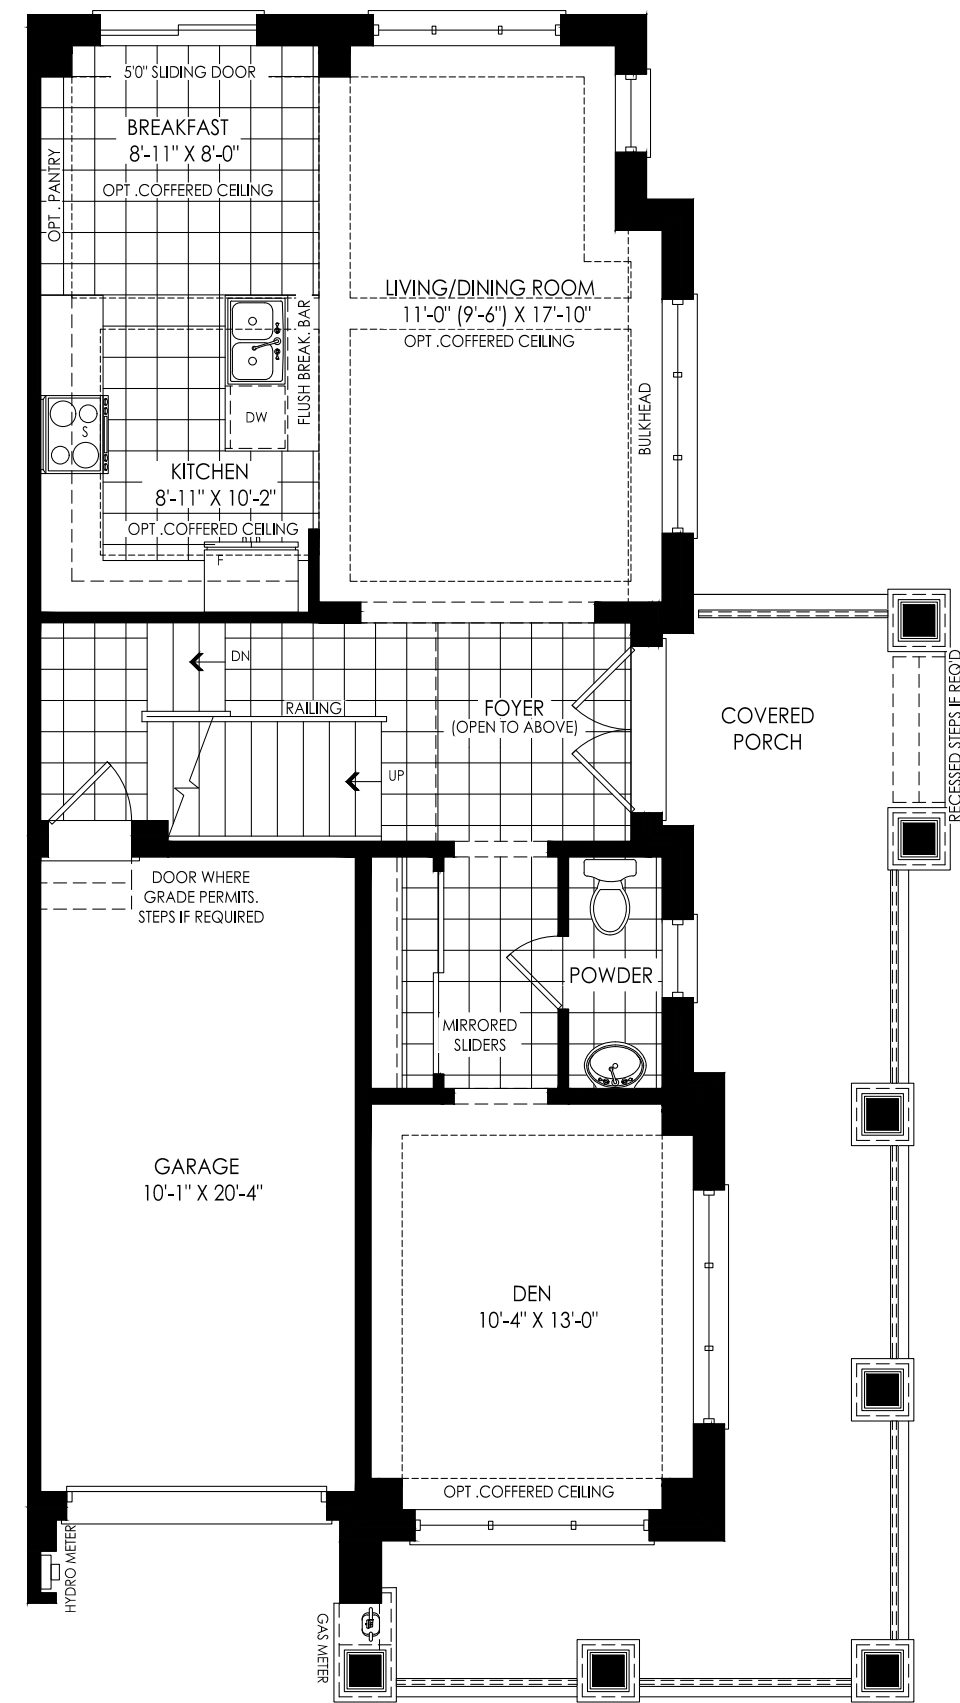 5'0" SLIDING DOOR
BREAKFAST
8'-11" X 8'-0"
OPT .COFFERED CEILING
OPT . PANTRY
LIVING/DINING ROOM
11'-0" (9'-6") X 17'-10"
OPT .COFFERED CEILING
FLUSH BREAK. BAR
BULKHEAD
DW
S
KITCHEN
8'-11" X 10'-2"
OPT .COFFERED CEILING
F
DN
RAILING
FOYER
(OPEN TO ABOVE)
UP
COVERED
PORCH
RECESSED STEPS IF REQ'D
DOOR WHERE
GRADE PERMITS.
STEPS IF REQUIRED
POWDER
MIRRORED
SLIDERS
GARAGE
10'-1" X 20'-4"
DEN
10'-4" X 13'-0"
OPT .COFFERED CEILING
HYDRO METER
GAS METER